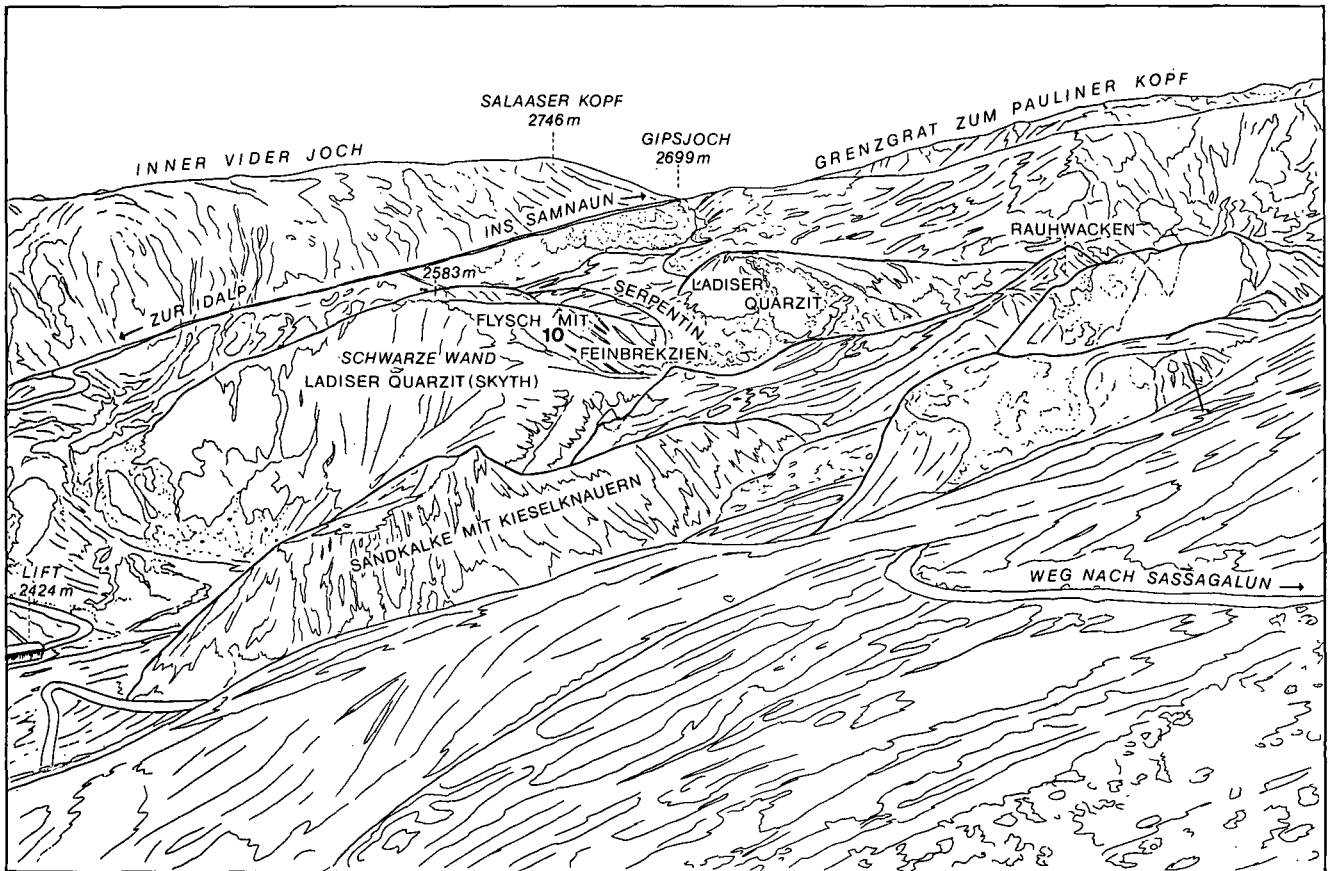 SALAASER KOPF
2746 m
GIPSJOCH
2699 m
GRENZGRAT ZUM PAULINER KOPF
INNER VIDER JOCH
INS SAMNAUN →
RAUHWACKEN
2583 m
← ZUR IDALP
LADISER
QUARZIT
SERPENTIN
FLYSCH MIT
10
FEINBREKZIEN
SCHWARZE WAND
LADISER QUARZIT (SKYTH)
SANDKALKE MIT KIESELKNAUERN
LIFT
2424 m
WEG NACH SASSAGALUN →